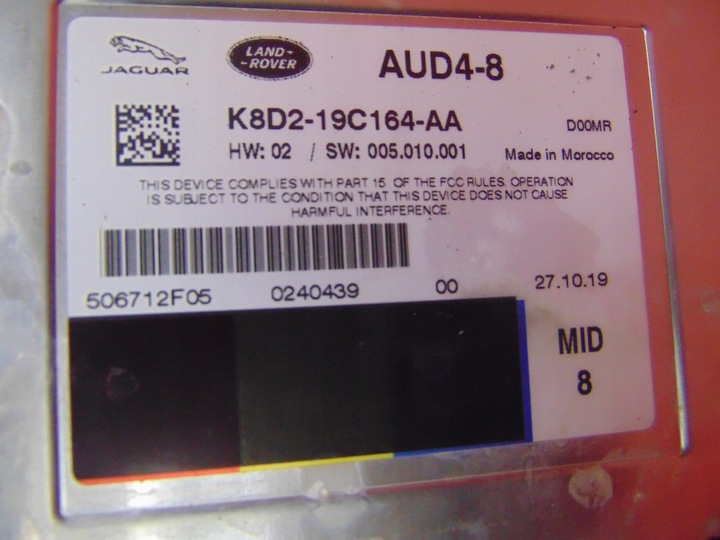 JAGUAR
LAND-
-ROVER
AUD4-8
K8D2-19C164-AA
D00MR
HW: 02 / SW: 005.010.001
Made in Morocco
THIS DEVICE COMPLIES WITH PART 15 OF THE FCC RULES. OPERATION
IS SUBJECT TO THE CONDITION THAT THIS DEVICE DOES NOT CAUSE
HARMFUL INTERFERENCE.
506712F05 0240439 00 27.10.19
MID
8